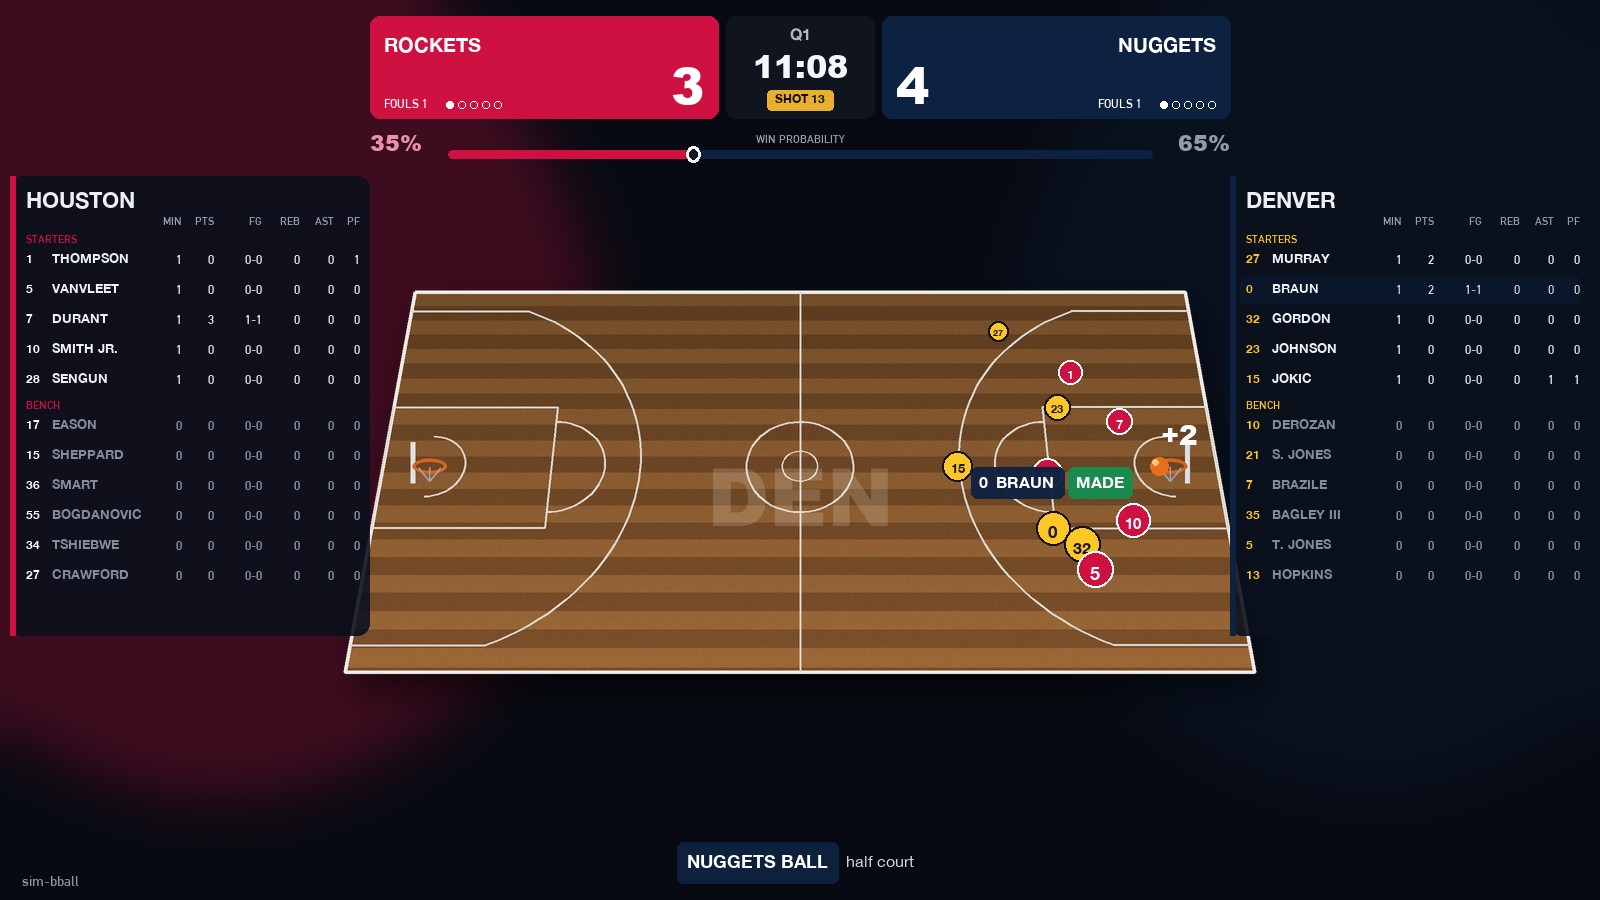 ROCKETS
3
FOULS 1
Q1
11:08
SHOT 13
NUGGETS
4
FOULS 1
35%
WIN PROBABILITY
65%
HOUSTON
MIN PTS FG REB AST PF
STARTERS
1 THOMPSON 1 0 0-0 0 0 1
5 VANVLEET 1 0 0-0 0 0 0
7 DURANT 1 3 1-1 0 0 0
10 SMITH JR. 1 0 0-0 0 0 0
28 SENGUN 1 0 0-0 0 0 0
BENCH
17 EASON 0 0 0-0 0 0 0
15 SHEPPARD 0 0 0-0 0 0 0
36 SMART 0 0 0-0 0 0 0
55 BOGDANOVIC 0 0 0-0 0 0 0
34 TSHIEBWE 0 0 0-0 0 0 0
27 CRAWFORD 0 0 0-0 0 0 0
DENVER
MIN PTS FG REB AST PF
STARTERS
27 MURRAY 1 2 0-0 0 0 0
0 BRAUN 1 2 1-1 0 0 0
32 GORDON 1 0 0-0 0 0 0
23 JOHNSON 1 0 0-0 0 0 0
15 JOKIC 1 0 0-0 0 1 1
BENCH
10 DEROZAN 0 0 0-0 0 0 0
21 S. JONES 0 0 0-0 0 0 0
7 BRAZILE 0 0 0-0 0 0 0
35 BAGLEY III 0 0 0-0 0 0 0
5 T. JONES 0 0 0-0 0 0 0
13 HOPKINS 0 0 0-0 0 0 0
27
1
23
7
+2
15
0 BRAUN MADE
DEN
10
0
32
5
NUGGETS BALL half court
sim-bball